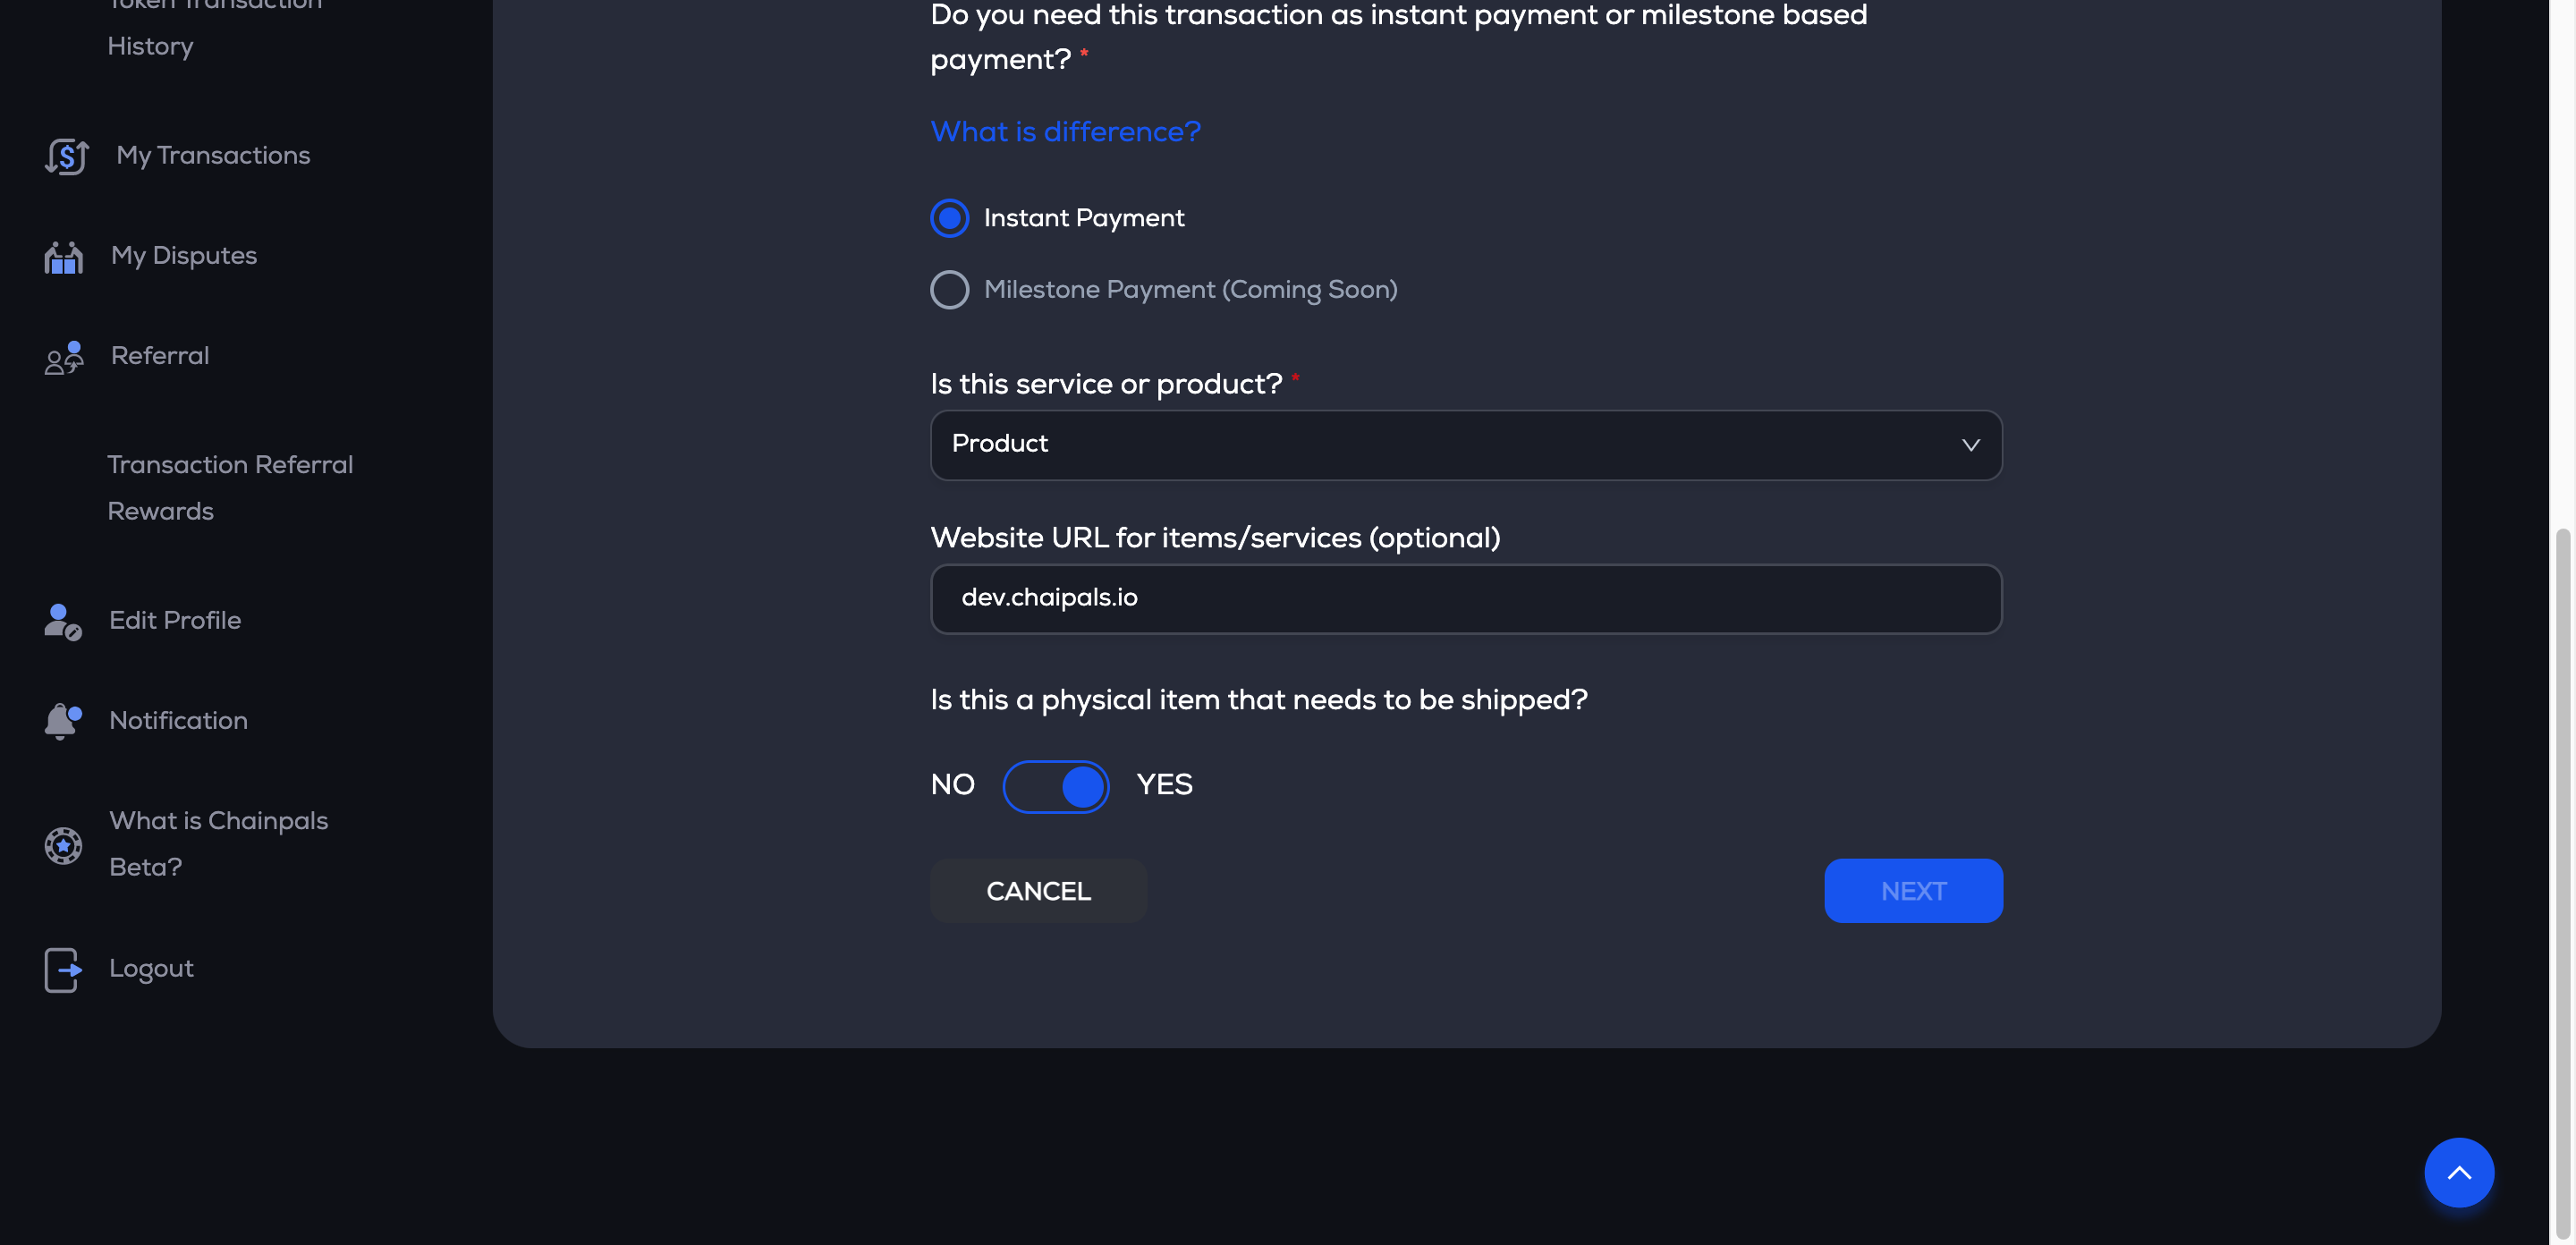 Token Transaction
History
My Transactions
My Disputes
Referral
Transaction Referral
Rewards
Edit Profile
Notification
What is Chainpals
Beta?
Logout
Do you need this transaction as instant payment or milestone based
payment? *
What is difference?
Instant Payment
Milestone Payment (Coming Soon)
Is this service or product? *
Product
Website URL for items/services (optional)
dev.chaipals.io
Is this a physical item that needs to be shipped?
NO YES
CANCEL
NEXT